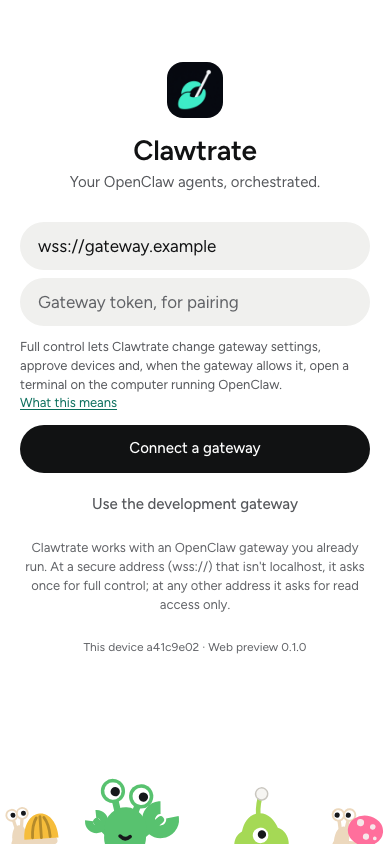 Clawtrate
Your OpenClaw agents, orchestrated.
wss://gateway.example
Gateway token, for pairing
Full control lets Clawtrate change gateway settings,
approve devices and, when the gateway allows it, open a
terminal on the computer running OpenClaw.
What this means
Connect a gateway
Use the development gateway
Clawtrate works with an OpenClaw gateway you already
run. At a secure address (wss://) that isn't localhost, it asks
once for full control; at any other address it asks for read
access only.
This device a41c9e02 · Web preview 0.1.0